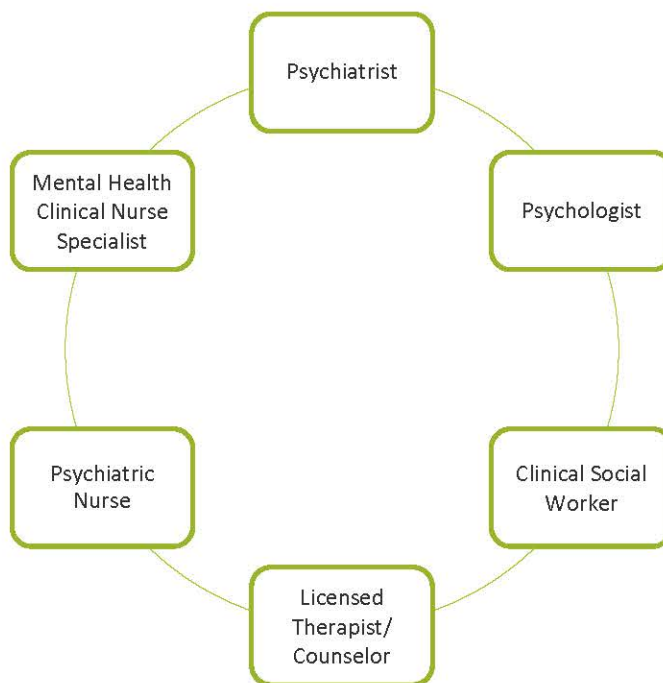 Psychiatrist
Psychologist
Clinical Social
Worker
Licensed
Therapist/
Counselor
Psychiatric
Nurse
Mental Health
Clinical Nurse
Specialist